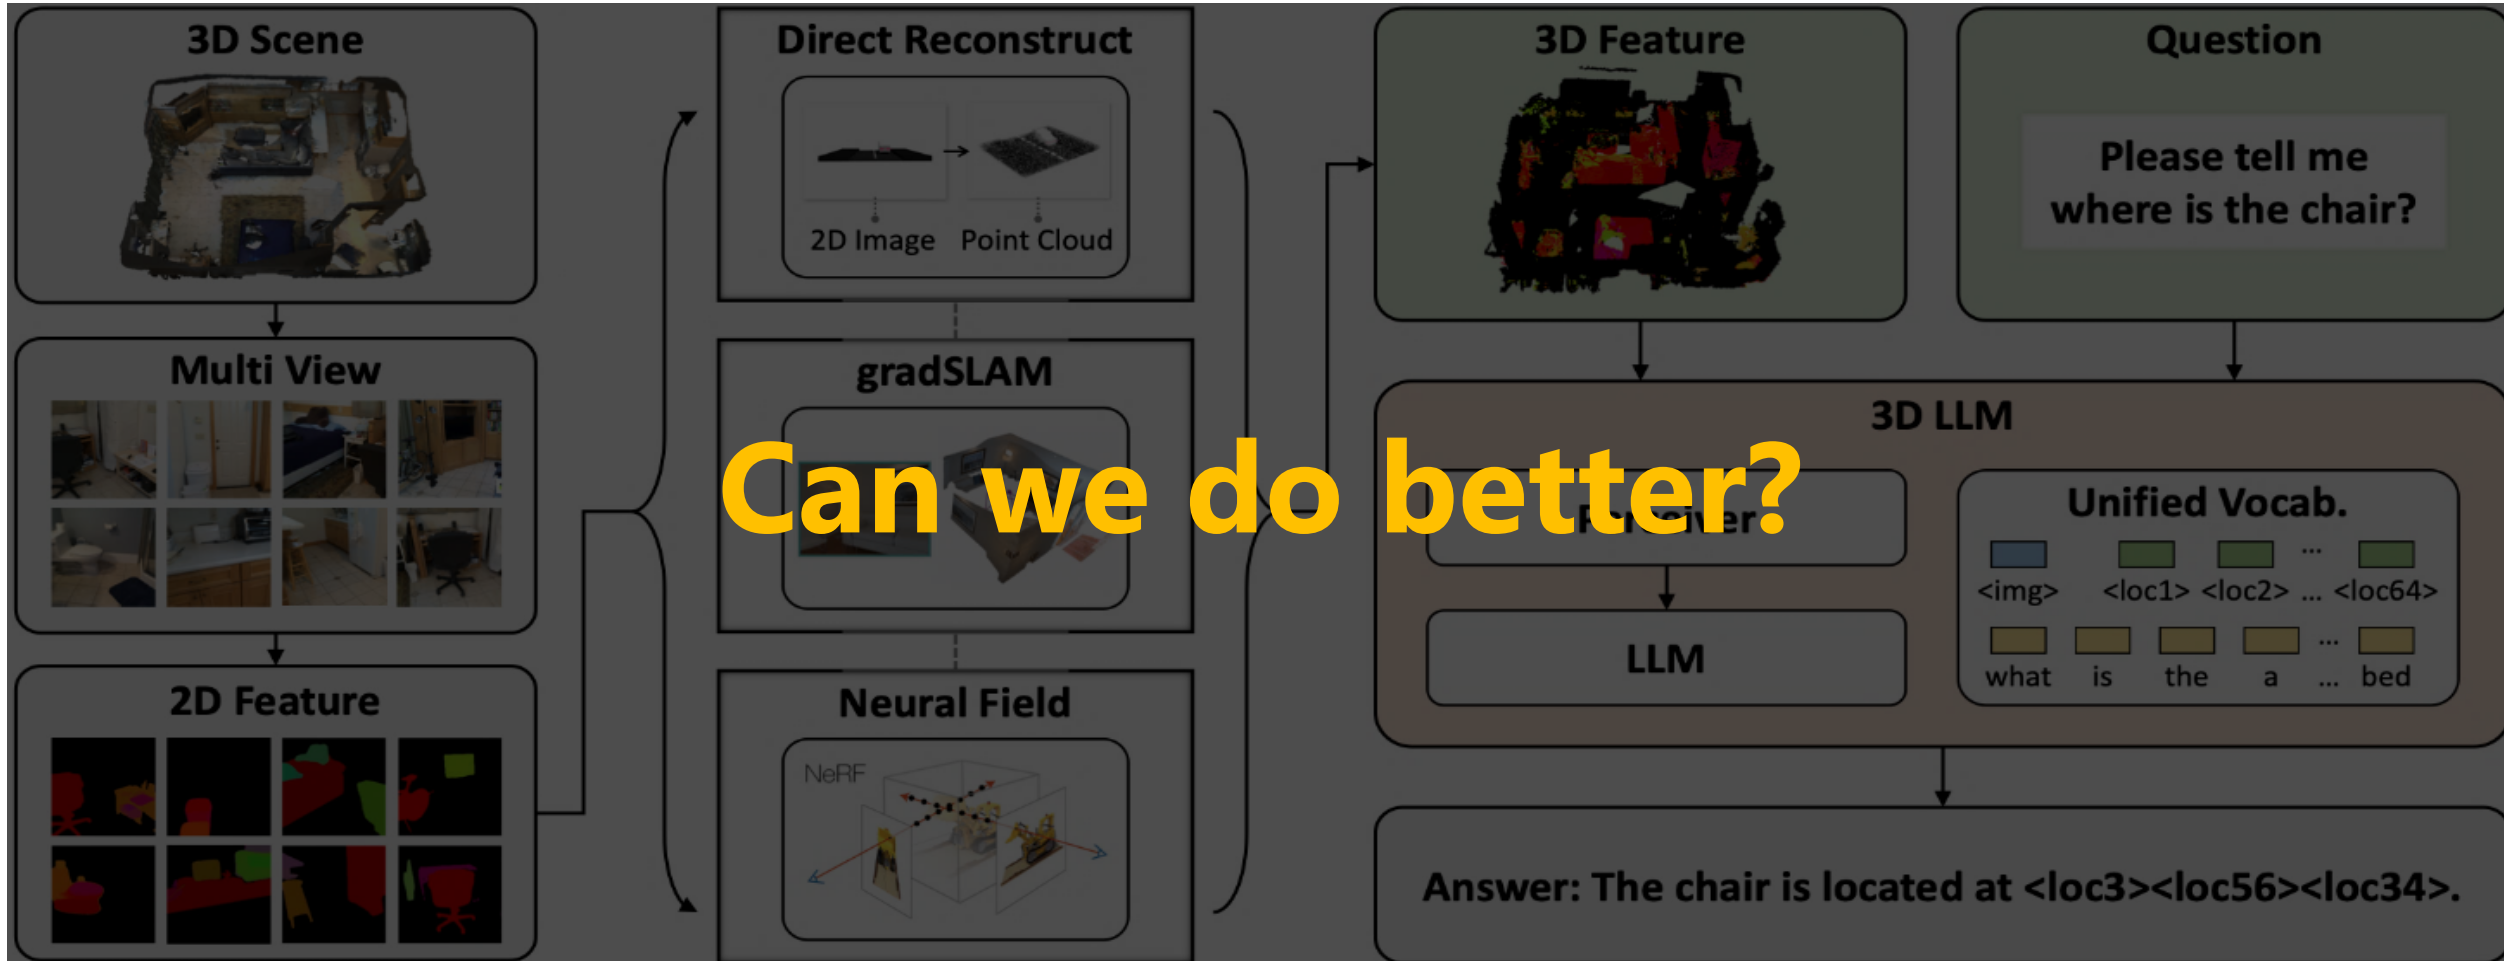 3D Scene
Multi View
2D Feature
Direct Reconstruct
2D Image Point Cloud
gradSLAM
Neural Field
NeRF
3D Feature
Question
Please tell me
where is the chair?
3D LLM
Perceiver
LLM
Unified Vocab.
...
<img> <loc1> <loc2> ... <loc64>
...
what is the a ... bed
Answer: The chair is located at <loc3><loc56><loc34>.
Can we do better?